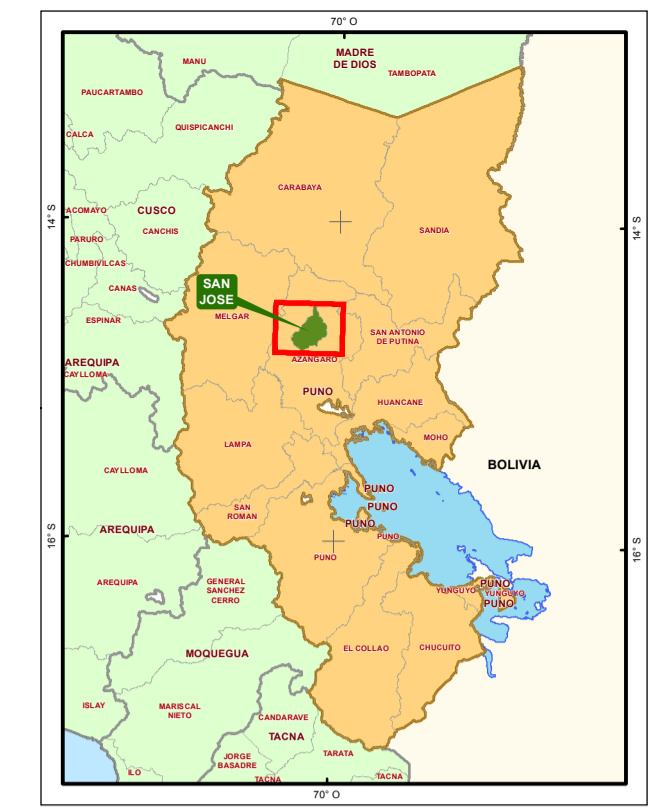 70° O
MADRE
DE DIOS
MANU
TAMBOPATA
PAUCARTAMBO
CALCA
QUISPICANCHI
CARABAYA
14° S
ACOMAYO
CUSCO
CANCHIS
SANDIA
14° S
PARURO
CHUMBIVILCAS
CANAS
SAN
JOSE
ESPINAR
MELGAR
SAN ANTONIO
DE PUTINA
AZANGARO
AREQUIPA
CAYLLOMA
PUNO
HUANCANE
MOHO
LAMPA
BOLIVIA
CAYLLOMA
PUNO
SAN
ROMAN
PUNO
PUNO
AREQUIPA
16° S
PUNO
PUNO
16° S
AREQUIPA
GENERAL
SANCHEZ
CERRO
YUNGUYO
PUNO
YUNGUYO
PUNO
MOQUEGUA
EL COLLAO
CHUCUITO
ISLAY
MARISCAL
NIETO
CANDARAVE
TACNA
JORGE
BASADRE
TARATA
ILO
TACNA
TACNA
70° O